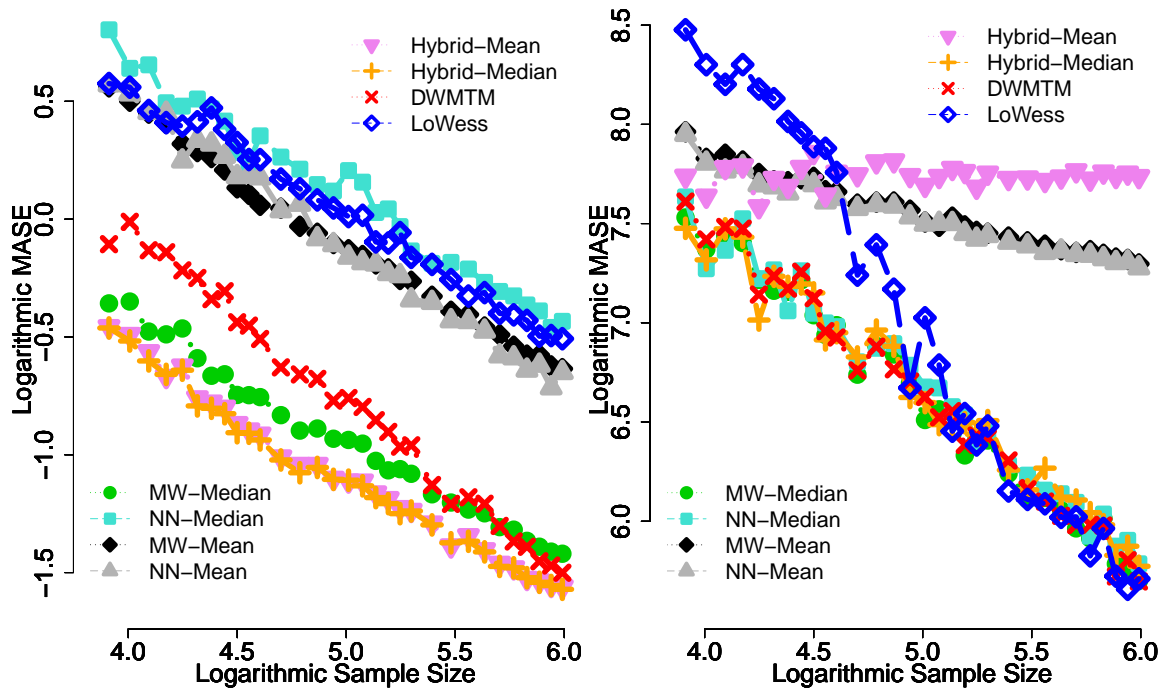 Hybrid−Mean
Hybrid−Median
DWMTM
LoWess
MW−Median
NN−Median
MW−Mean
NN−Mean
0.5
0.0
−0.5
−1.0
−1.5
Logarithmic MASE
4.0 4.5 5.0 5.5 6.0
Logarithmic Sample Size
Hybrid−Mean
Hybrid−Median
DWMTM
LoWess
MW−Median
NN−Median
MW−Mean
NN−Mean
8.5
8.0
7.5
7.0
6.5
6.0
Logarithmic MASE
4.0 4.5 5.0 5.5 6.0
Logarithmic Sample Size